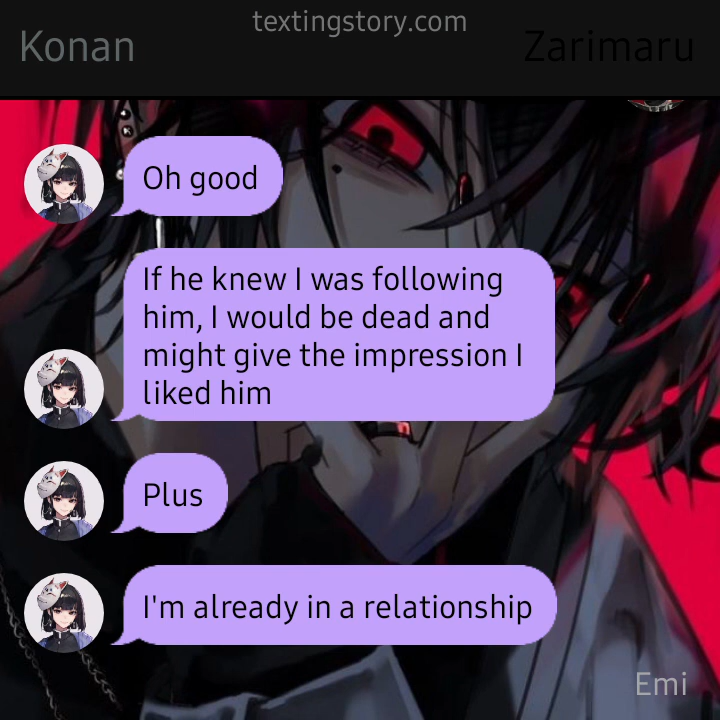 textingstory.com
Konan
Zarimaru
Oh good
If he knew I was following
him, I would be dead and
might give the impression I
liked him
Plus
I'm already in a relationship
Emi